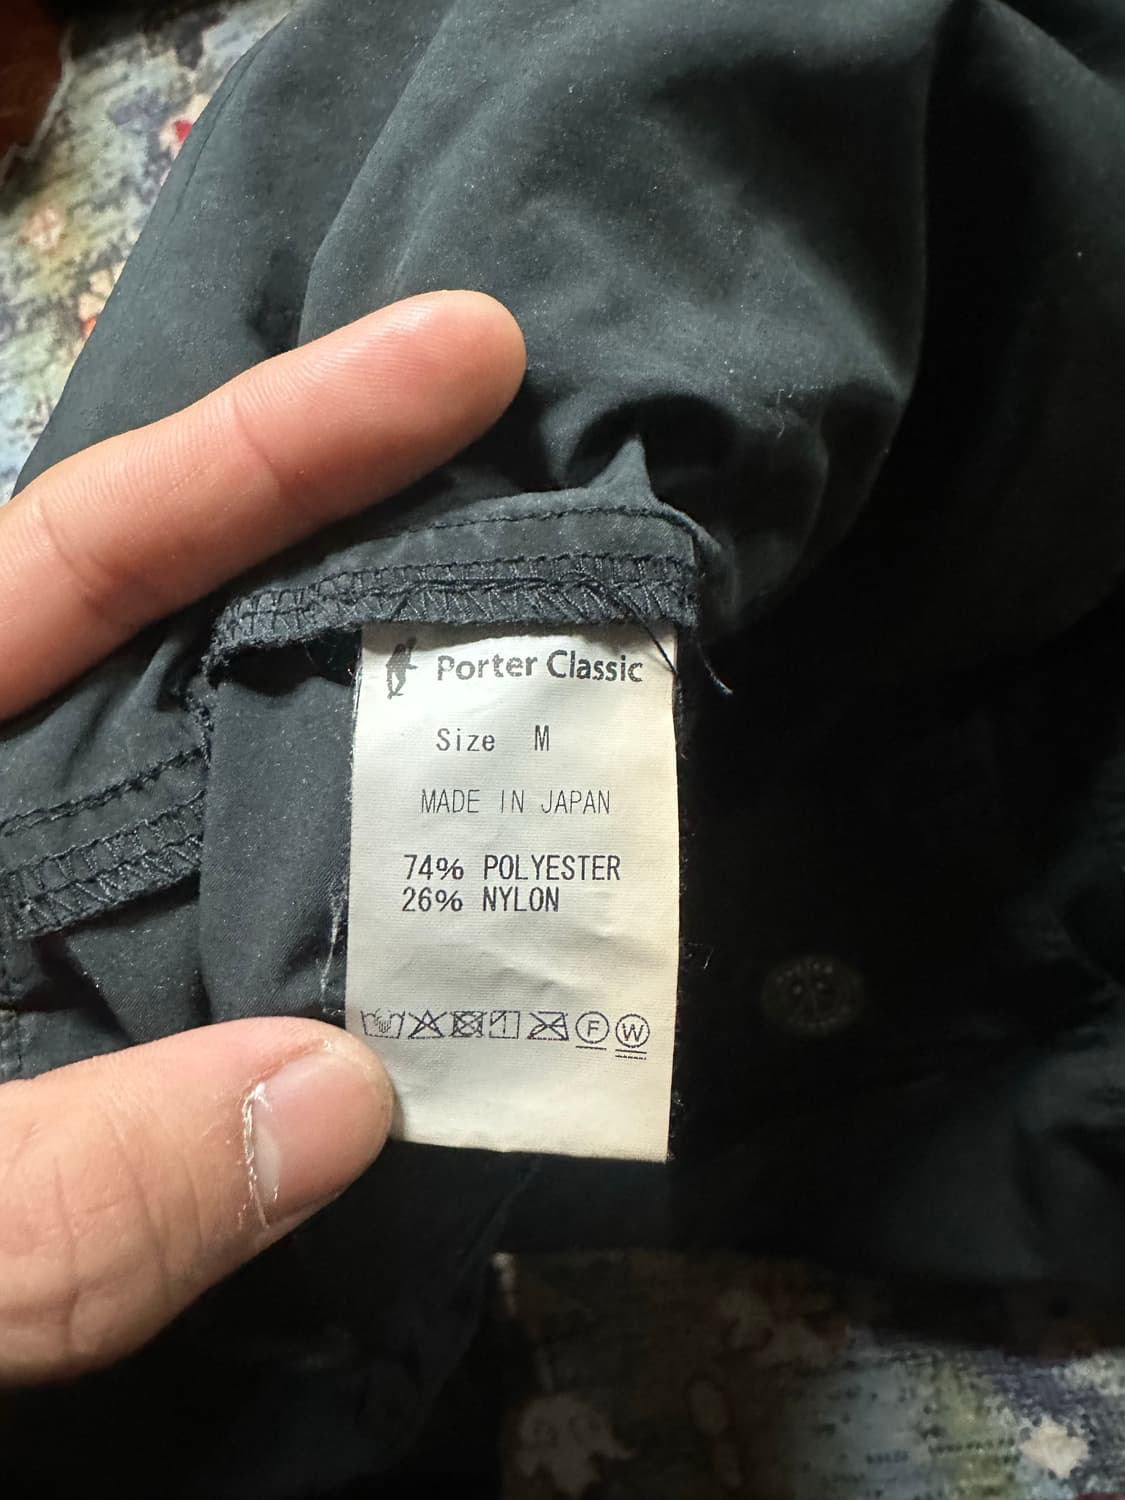 Porter Classic
Size M
MADE IN JAPAN
74% POLYESTER
26% NYLON
F W